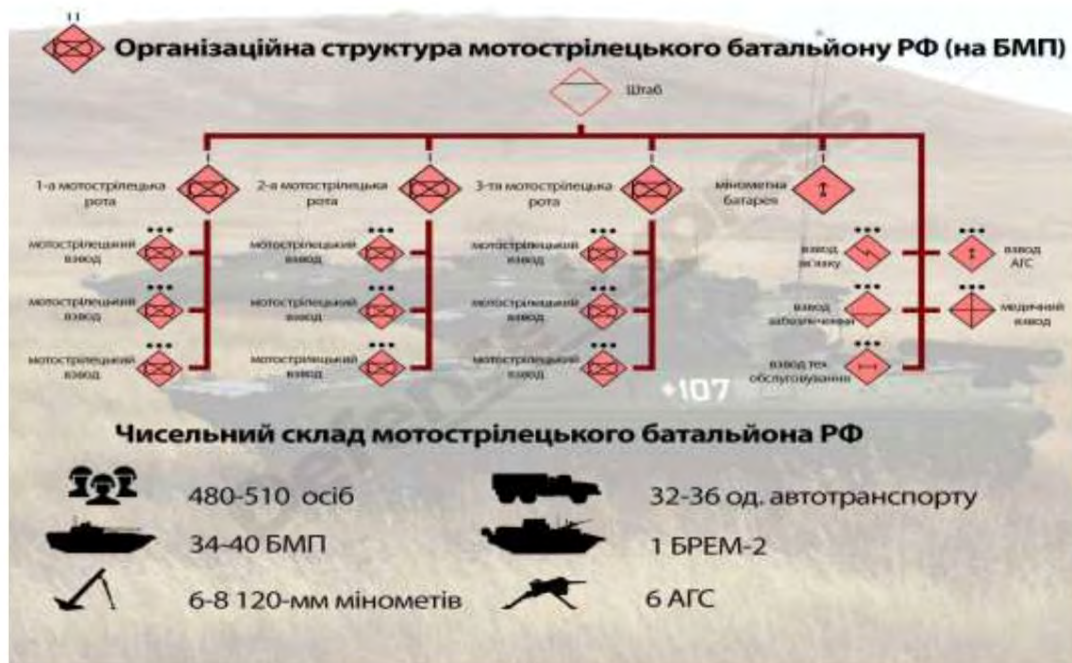 Організаційна структура мотострілецького батальйону РФ (на БМП)
Штаб
1-а мотострілецька
рота
2-а мотострілецька
рота
3-тя мотострілецька
рота
мінометна
батарея
мотострілецький
взвод
мотострілецький
взвод
мотострілецький
взвод
взвод
зв'язку
взвод
АГС
мотострілецький
взвод
мотострілецький
взвод
мотострілецький
взвод
взвод
забезпечення
медичний
взвод
мотострілецький
взвод
мотострілецький
взвод
мотострілецький
взвод
взвод тех.
обслуговування
+107
Defense Express
Чисельний склад мотострілецького батальйона РФ
480-510 осіб
32-36 од. автотранспорту
34-40 БМП
1 БРЕМ-2
6-8 120-мм мінометів
6 АГС